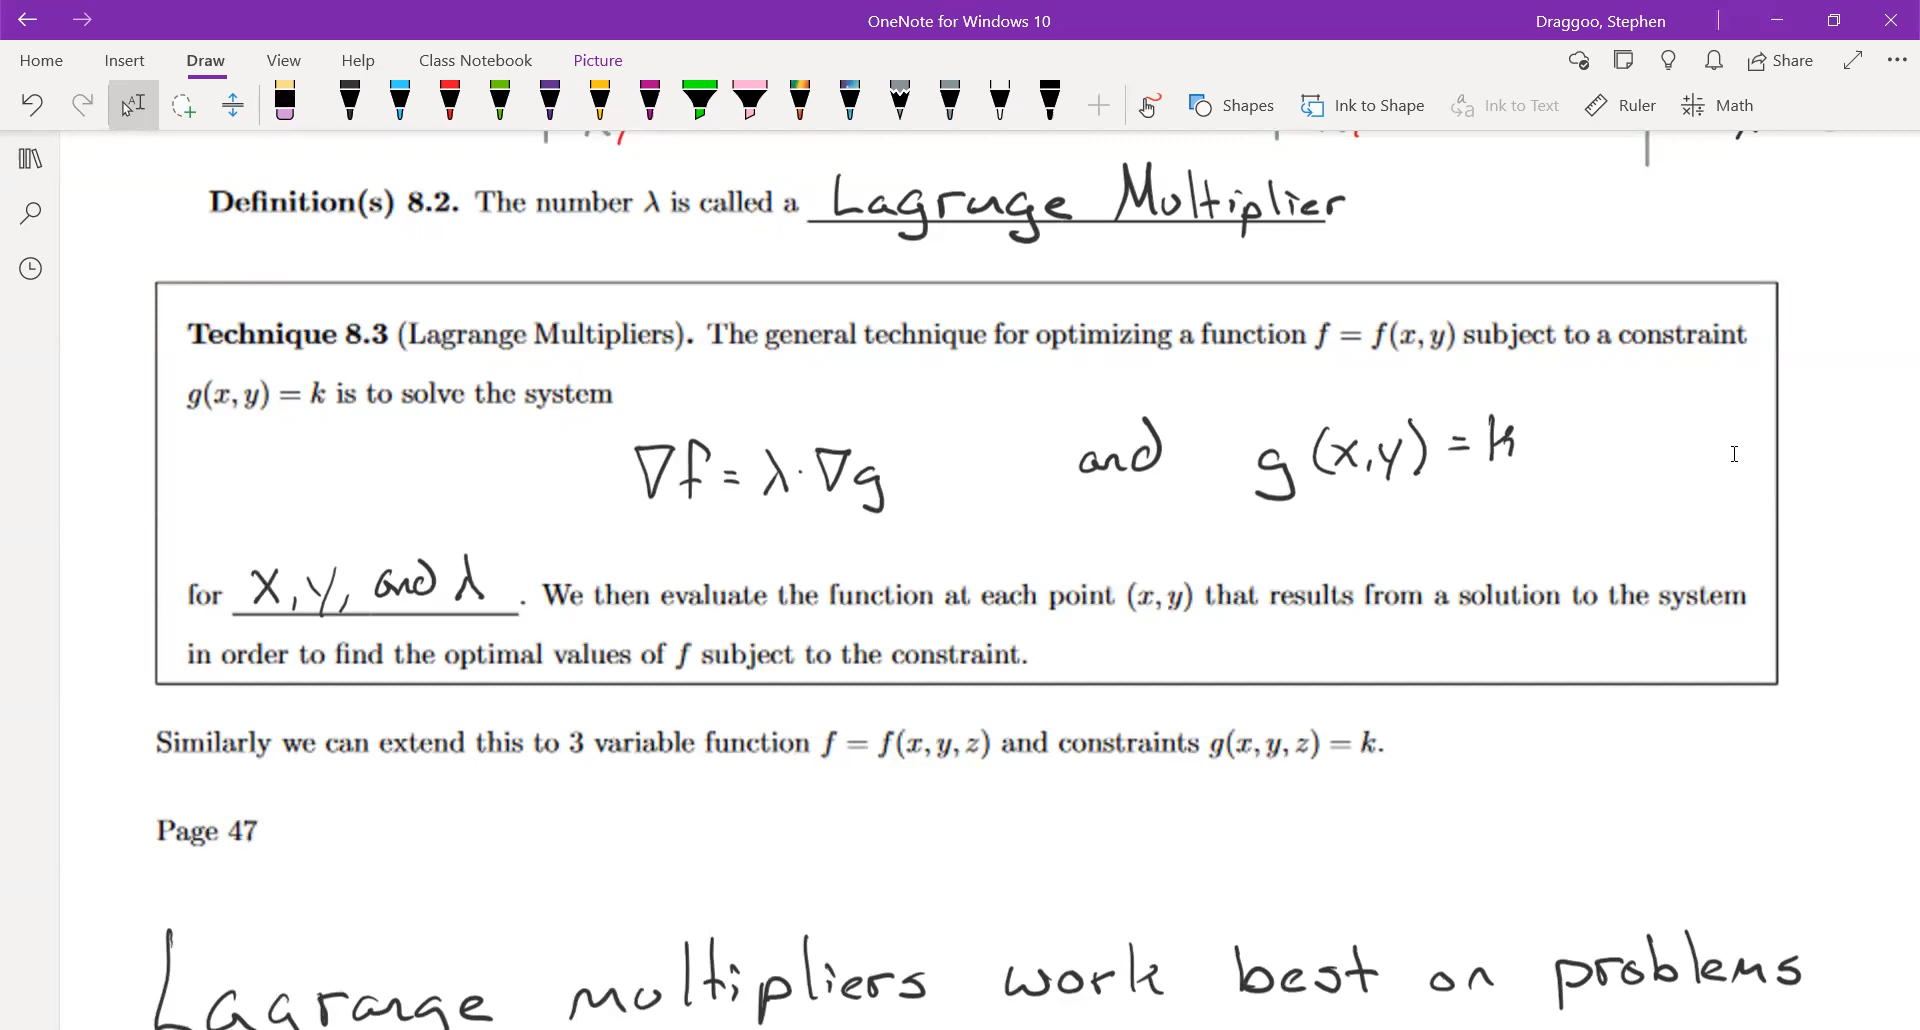 OneNote for Windows 10
Draggoo, Stephen
Home Insert Draw View Help Class Notebook Picture
Share
Shapes Ink to Shape Ink to Text Ruler Math
Definition(s) 8.2. The number λ is called a Lagrange Multiplier
Technique 8.3 (Lagrange Multipliers). The general technique for optimizing a function f = f(x, y) subject to a constraint
g(x, y) = k is to solve the system
∇f = λ · ∇g and g(x,y) = k
for x, y, and λ. We then evaluate the function at each point (x, y) that results from a solution to the system
in order to find the optimal values of f subject to the constraint.
Similarly we can extend this to 3 variable function f = f(x, y, z) and constraints g(x, y, z) = k.
Page 47
Lagrange multipliers work best on problems